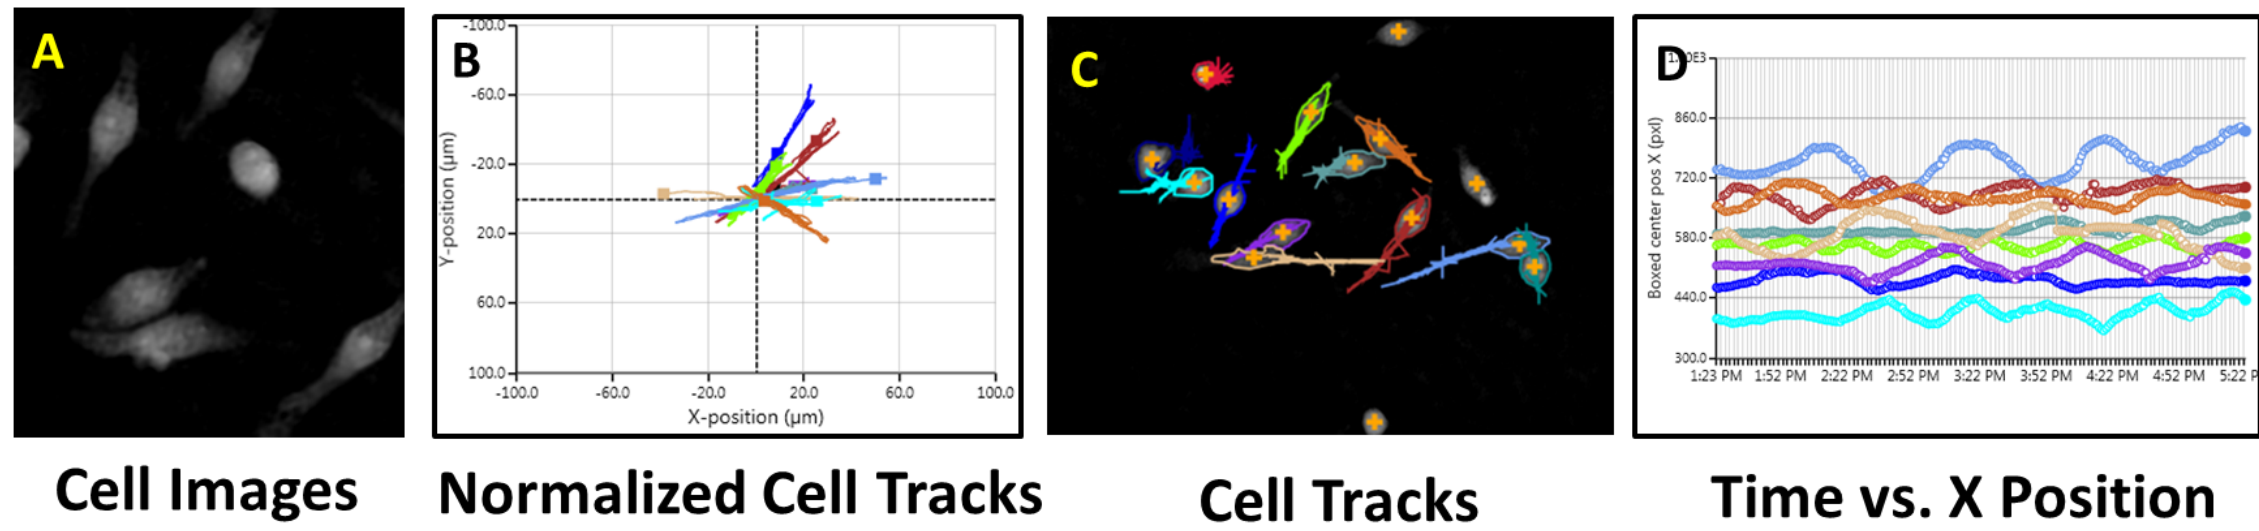 A
B
-100.0
-60.0
-20.0
20.0
60.0
100.0
Y-position (µm)
-100.0 -60.0 -20.0 20.0 60.0 100.0
X-position (µm)
C
D
860.0
720.0
580.0
440.0
300.0
Boxed center pos X (pxl)
1:23 PM 1:52 PM 2:22 PM 2:52 PM 3:22 PM 3:52 PM 4:22 PM 4:52 PM 5:22 P
Cell Images
Normalized Cell Tracks
Cell Tracks
Time vs. X Position